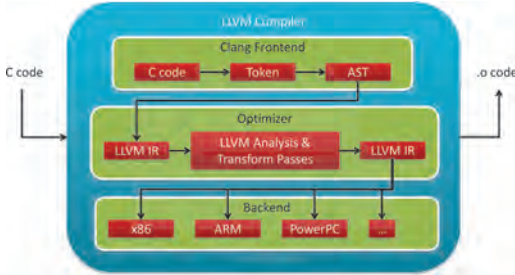 LLVM Compiler
Clang Frontend
C code
Token
AST
C code
.o code
Optimizer
LLVM IR
LLVM Analysis &
Transform Passes
LLVM IR
Backend
x86
ARM
PowerPC
...